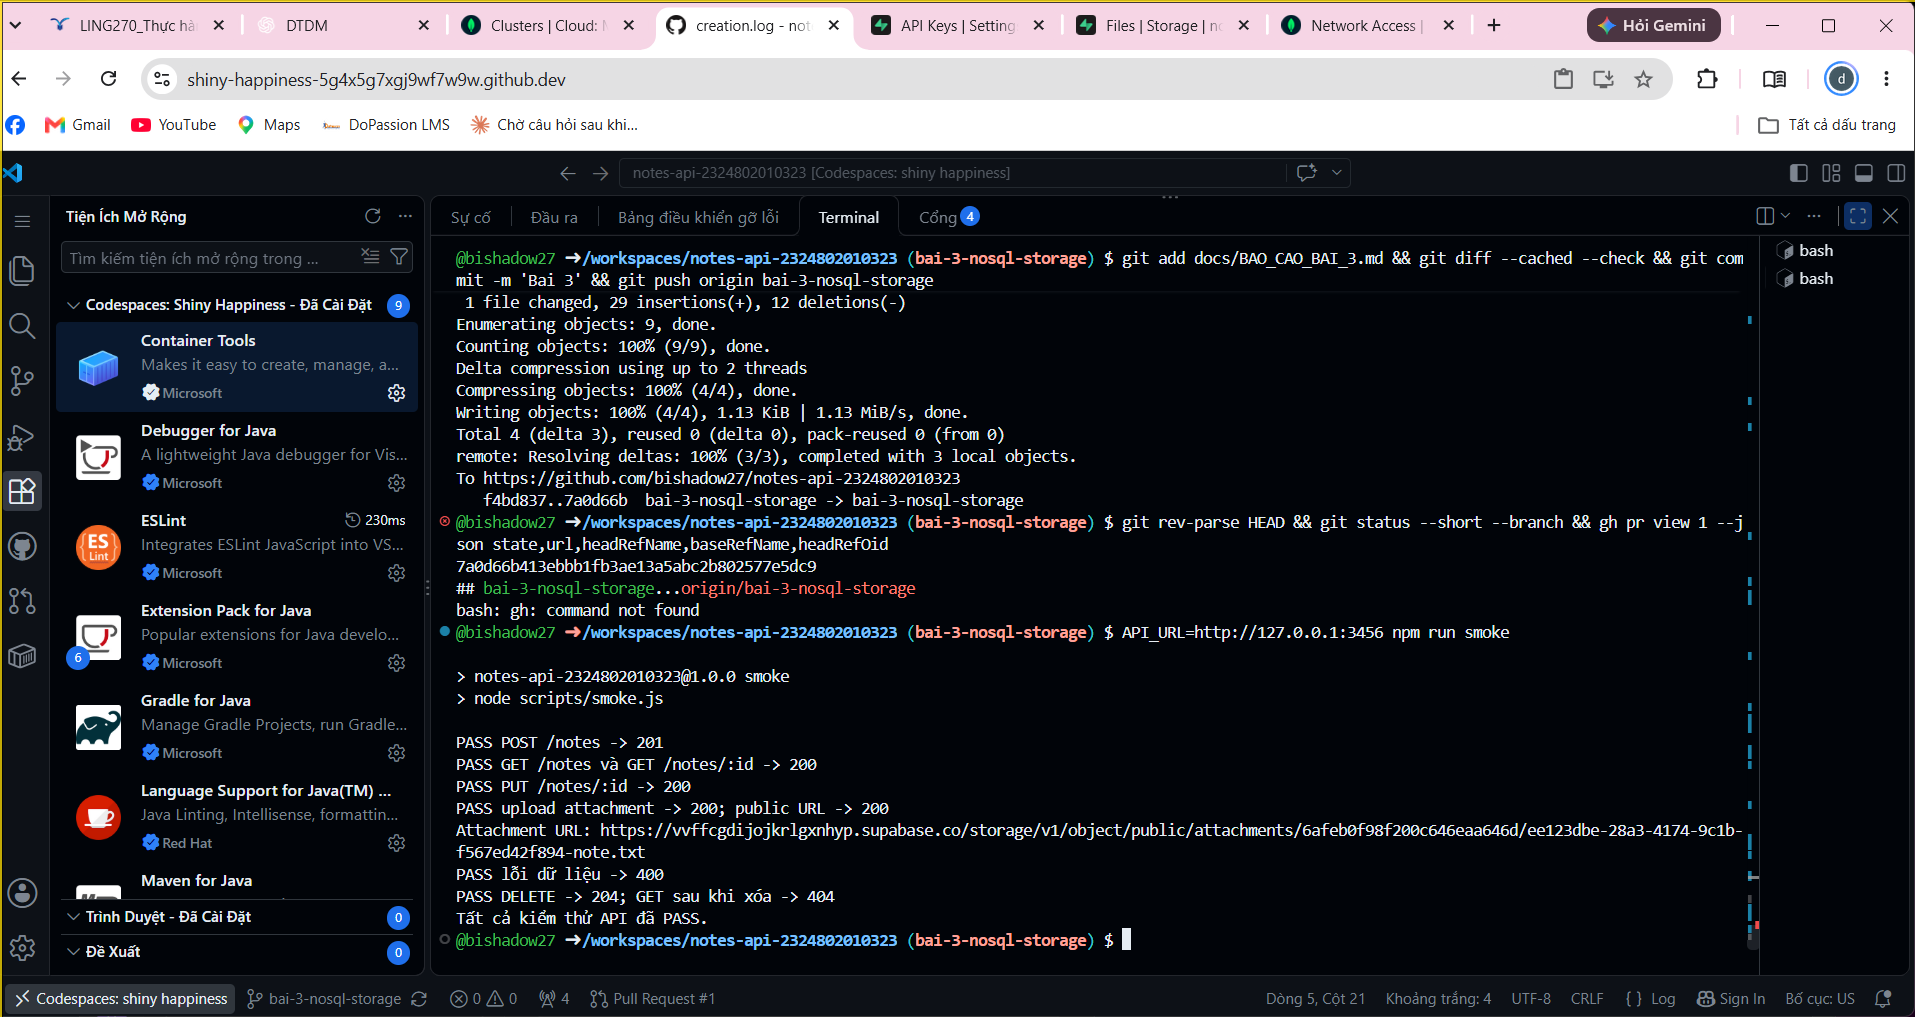 LING270_Thực hà
DTDM
Clusters | Cloud: M
creation.log - not
API Keys | Setting
Files | Storage | no
Network Access |
Hỏi Gemini
shiny-happiness-5g4x5g7xgj9wf7w9w.github.dev
d
Gmail
YouTube
Maps
DoPassion LMS
Chờ câu hỏi sau khi...
Tất cả dấu trang
notes-api-2324802010323 [Codespaces: shiny happiness]
Tiện Ích Mở Rộng
Tìm kiếm tiện ích mở rộng trong ...
Codespaces: Shiny Happiness - Đã Cài Đặt
9
Container Tools
Makes it easy to create, manage, a...
Microsoft
Debugger for Java
A lightweight Java debugger for Vis...
Microsoft
ESLint
230ms
Integrates ESLint JavaScript into VS...
Microsoft
Extension Pack for Java
Popular extensions for Java develo...
6
Microsoft
Gradle for Java
Manage Gradle Projects, run Gradle...
Microsoft
Language Support for Java(TM) ...
Java Linting, Intellisense, formattin...
Red Hat
Maven for Java
Trình Duyệt - Đã Cài Đặt
0
Đề Xuất
0
Sự cố
Đầu ra
Bảng điều khiển gỡ lỗi
Terminal
Cổng 4
bash
bash
@bishadow27 ➜/workspaces/notes-api-2324802010323 (bai-3-nosql-storage) $ git add docs/BAO_CAO_BAI_3.md && git diff --cached --check && git com
mit -m 'Bai 3' && git push origin bai-3-nosql-storage
1 file changed, 29 insertions(+), 12 deletions(-)
Enumerating objects: 9, done.
Counting objects: 100% (9/9), done.
Delta compression using up to 2 threads
Compressing objects: 100% (4/4), done.
Writing objects: 100% (4/4), 1.13 KiB | 1.13 MiB/s, done.
Total 4 (delta 3), reused 0 (delta 0), pack-reused 0 (from 0)
remote: Resolving deltas: 100% (3/3), completed with 3 local objects.
To https://github.com/bishadow27/notes-api-2324802010323
f4bd837..7a0d66b  bai-3-nosql-storage -> bai-3-nosql-storage
@bishadow27 ➜/workspaces/notes-api-2324802010323 (bai-3-nosql-storage) $ git rev-parse HEAD && git status --short --branch && gh pr view 1 --j
son state,url,headRefName,baseRefName,headRefOid
7a0d66b413ebbb1fb3ae13a5abc2b802577e5dc9
## bai-3-nosql-storage...origin/bai-3-nosql-storage
bash: gh: command not found
@bishadow27 ➜/workspaces/notes-api-2324802010323 (bai-3-nosql-storage) $ API_URL=http://127.0.0.1:3456 npm run smoke
> notes-api-2324802010323@1.0.0 smoke
> node scripts/smoke.js
PASS POST /notes -> 201
PASS GET /notes và GET /notes/:id -> 200
PASS PUT /notes/:id -> 200
PASS upload attachment -> 200; public URL -> 200
Attachment URL: https://vvffcgdijojkrlgxnhyp.supabase.co/storage/v1/object/public/attachments/6afeb0f98f200c646eaa646d/ee123dbe-28a3-4174-9c1b-
f567ed42f894-note.txt
PASS lỗi dữ liệu -> 400
PASS DELETE -> 204; GET sau khi xóa -> 404
Tất cả kiểm thử API đã PASS.
@bishadow27 ➜/workspaces/notes-api-2324802010323 (bai-3-nosql-storage) $
Codespaces: shiny happiness
bai-3-nosql-storage
0
0
4
Pull Request #1
Dòng 5, Cột 21
Khoảng trắng: 4
UTF-8
CRLF
{ } Log
Sign In
Bố cục: US